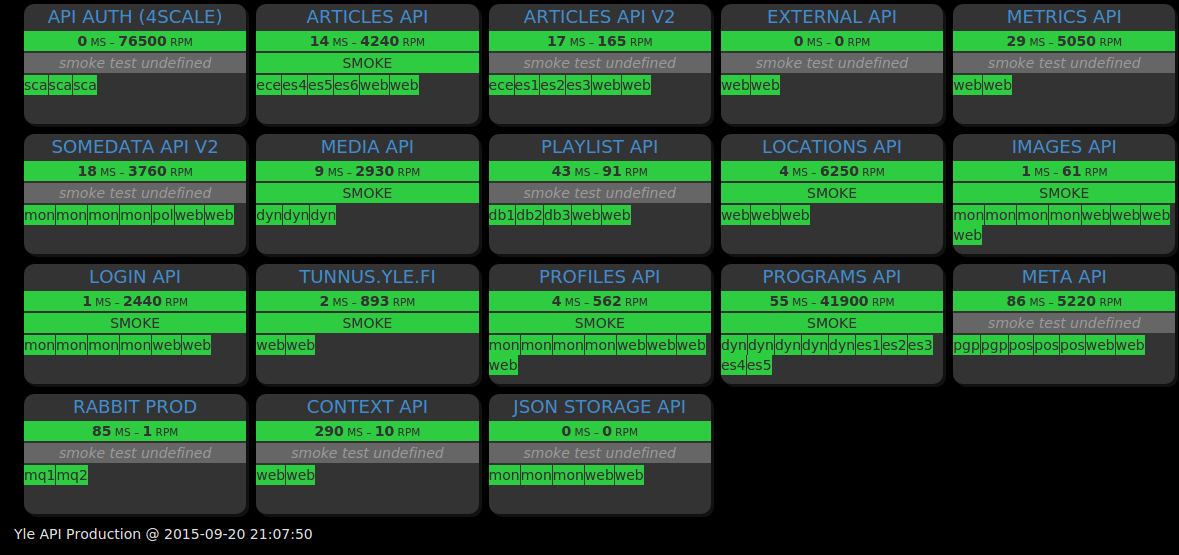 API AUTH (4SCALE)
0 MS – 76500 RPM
smoke test undefined
sca sca sca
ARTICLES API
14 MS – 4240 RPM
SMOKE
ece es4 es5 es6 web web
ARTICLES API V2
17 MS – 165 RPM
smoke test undefined
ece es1 es2 es3 web web
EXTERNAL API
0 MS – 0 RPM
smoke test undefined
web web
METRICS API
29 MS – 5050 RPM
smoke test undefined
web web
SOMEDATA API V2
18 MS – 3760 RPM
smoke test undefined
mon mon mon mon pol web web
MEDIA API
9 MS – 2930 RPM
SMOKE
dyn dyn dyn
PLAYLIST API
43 MS – 91 RPM
smoke test undefined
db1 db2 db3 web web
LOCATIONS API
4 MS – 6250 RPM
SMOKE
web web web
IMAGES API
1 MS – 61 RPM
SMOKE
mon mon mon mon web web web
web
LOGIN API
1 MS – 2440 RPM
SMOKE
mon mon mon mon web web
TUNNUS.YLE.FI
2 MS – 893 RPM
SMOKE
web web
PROFILES API
4 MS – 562 RPM
SMOKE
mon mon mon mon web web web
web
PROGRAMS API
55 MS – 41900 RPM
SMOKE
dyn dyn dyn dyn dyn es1 es2 es3
es4 es5
META API
86 MS – 5220 RPM
smoke test undefined
pgp pgp pos pos pos web web
RABBIT PROD
85 MS – 1 RPM
smoke test undefined
mq1 mq2
CONTEXT API
290 MS – 10 RPM
smoke test undefined
web web
JSON STORAGE API
0 MS – 0 RPM
smoke test undefined
mon mon mon web web
Yle API Production @ 2015-09-20 21:07:50